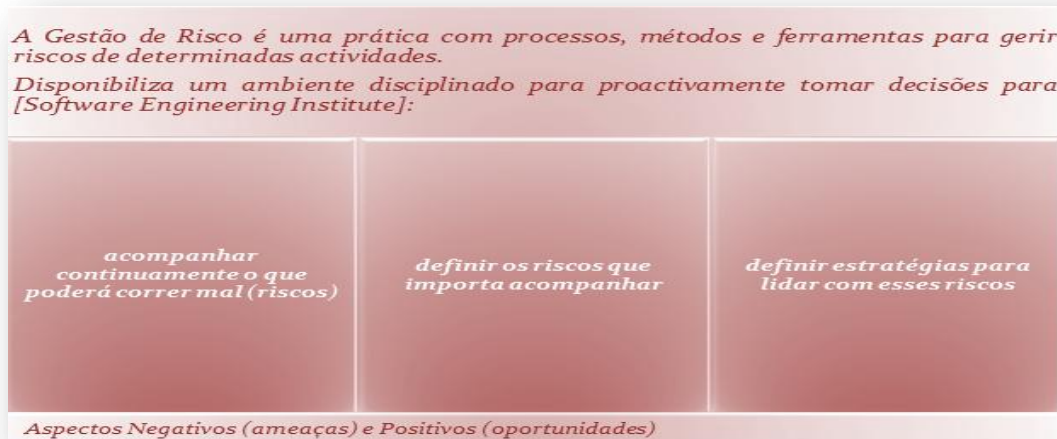 A Gestão de Risco é uma prática com processos, métodos e ferramentas para gerir
riscos de determinadas actividades.
Disponibiliza um ambiente disciplinado para proactivamente tomar decisões para
[Software Engineering Institute]:
acompanhar
continuamente o que
poderá correr mal (riscos)
definir os riscos que
importa acompanhar
definir estratégias para
lidar com esses riscos
Aspectos Negativos (ameaças) e Positivos (oportunidades)